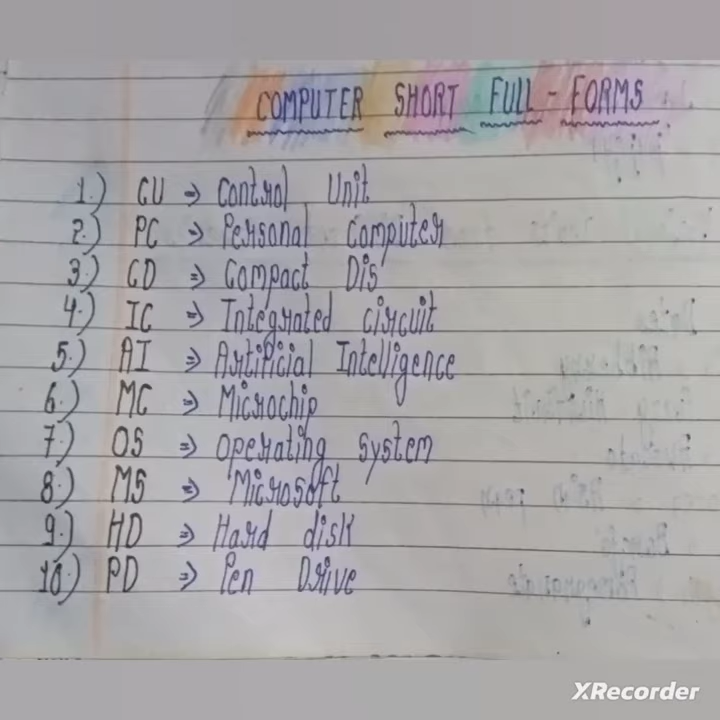 COMPUTER SHORT FULL - FORMS
1.) CU ⇒ Control Unit
2.) PC ⇒ Personal Computer
3.) CD ⇒ Compact Dis
4.) IC ⇒ Integrated circuit
5.) AI ⇒ Artificial Intelligence
6.) MC ⇒ Microchip
7.) OS ⇒ Operating System
8.) MS ⇒ Microsoft
9.) HD ⇒ Hard disk
10.) PD ⇒ Pen Drive
XRecorder